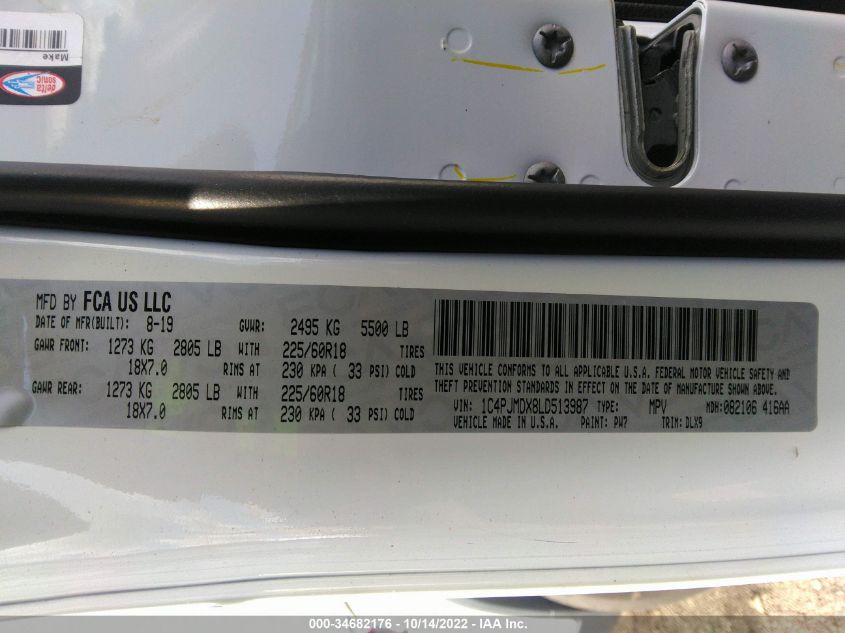 Make
delta
sonic
MFD BY FCA US LLC
DATE OF MFR(BUILT): 8-19 GVWR: 2495 KG 5500 LB
GAWR FRONT: 1273 KG 2805 LB WITH 225/60R18 TIRES
18X7.0 RIMS AT 230 KPA ( 33 PSI) COLD
GAWR REAR: 1273 KG 2805 LB WITH 225/60R18 TIRES
18X7.0 RIMS AT 230 KPA ( 33 PSI) COLD
THIS VEHICLE CONFORMS TO ALL APPLICABLE U.S.A. FEDERAL MOTOR VEHICLE SAFETY AND
THEFT PREVENTION STANDARDS IN EFFECT ON THE DATE OF MANUFACTURE SHOWN ABOVE.
VIN: 1C4PJMDX8LD513987 TYPE: MPV MDH:082106 416AA
VEHICLE MADE IN U.S.A. PAINT: PW7 TRIM: DLX9
000-34682176 - 10/14/2022 - IAA Inc.